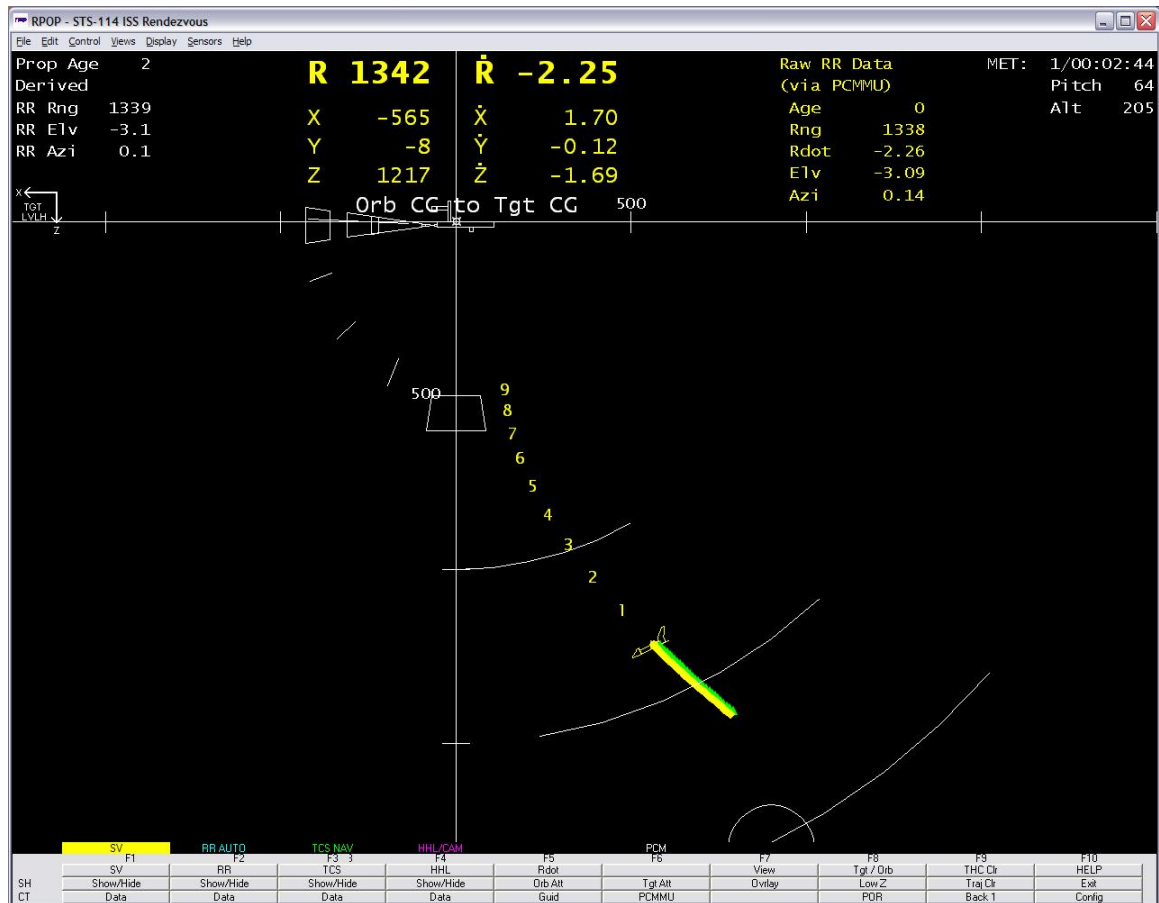 RPOP - STS-114 ISS Rendezvous
File Edit Control Views Display Sensors Help
Prop Age 2
Derived
RR Rng 1339
RR Elv -3.1
RR Azi 0.1
R 1342 Ṙ -2.25
X -565 Ẋ 1.70
Y -8 Ẏ -0.12
Z 1217 Ż -1.69
Orb CG to Tgt CG
Raw RR Data
(via PCMMU)
Age 0
Rng 1338
Rdot -2.26
Elv -3.09
Azi 0.14
MET: 1/00:02:44
Pitch 64
Alt 205
X
TGT
LVLH
Z
500
500
9
8
7
6
5
4
3
2
1
SV RR AUTO TCS NAV HHL/CAM PCM
F1 F2 F3 3 F4 F5 F6 F7 F8 F9 F10
SV RR TCS HHL Rdot View Tgt / Orb THC Clr HELP
SH Show/Hide Show/Hide Show/Hide Show/Hide Orb Att Tgt Att Ovrlay Low Z Traj Clr Exit
CT Data Data Data Data Guid PCMMU POR Back 1 Config